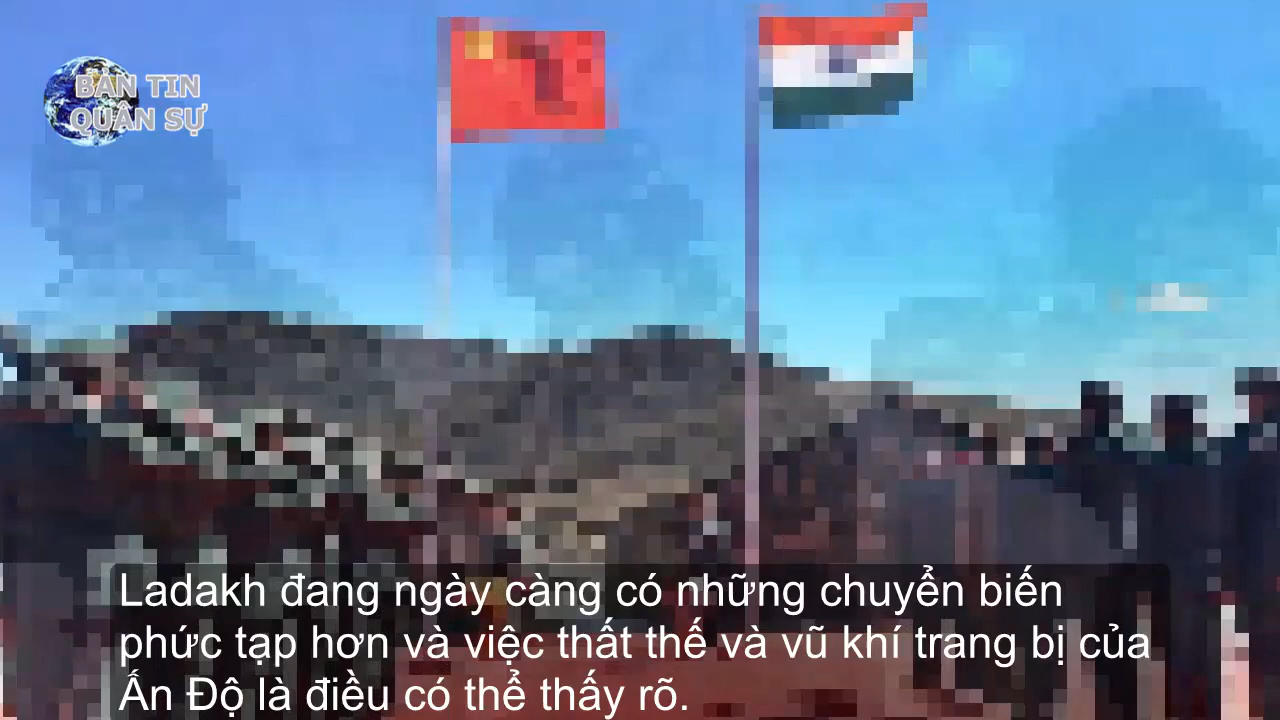 BẢN TIN
QUÂN SỰ
Ladakh đang ngày càng có những chuyển biến
phức tạp hơn và việc thất thế và vũ khí trang bị của
Ấn Độ là điều có thể thấy rõ.